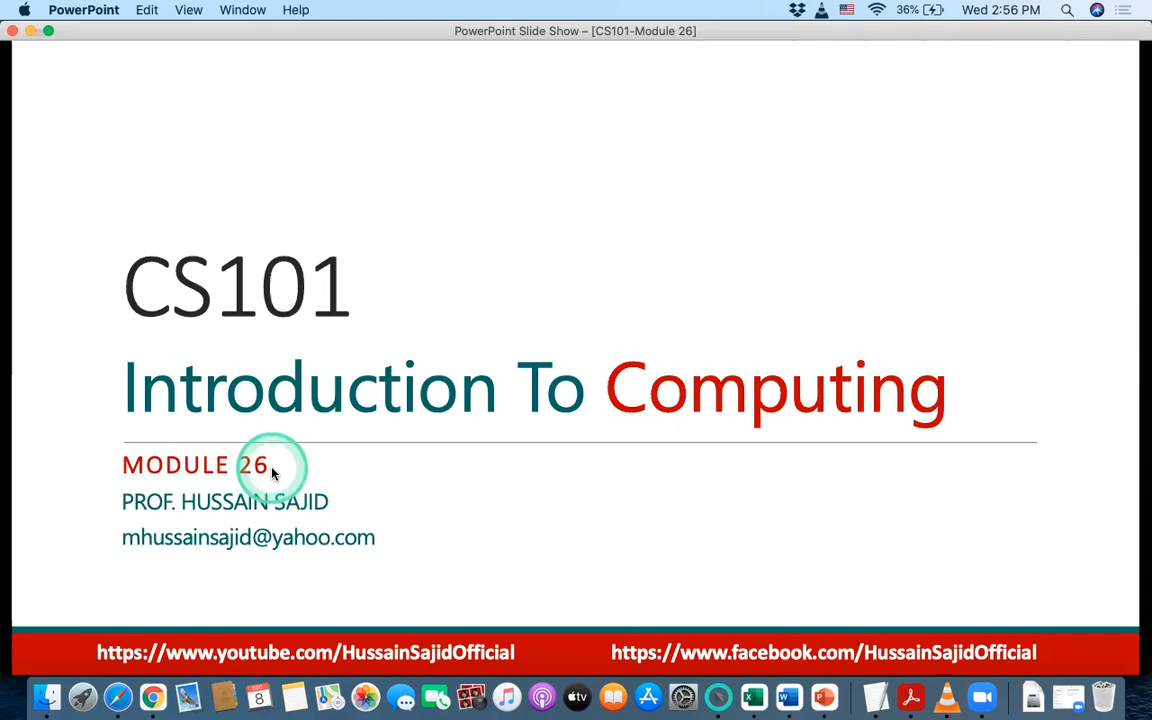 PowerPoint Edit View Window Help 36% Wed 2:56 PM
PowerPoint Slide Show – [CS101-Module 26]
CS101
Introduction To Computing
MODULE 26
PROF. HUSSAIN SAJID
mhussainsajid@yahoo.com
https://www.youtube.com/HussainSajidOfficial https://www.facebook.com/HussainSajidOfficial
8 tv